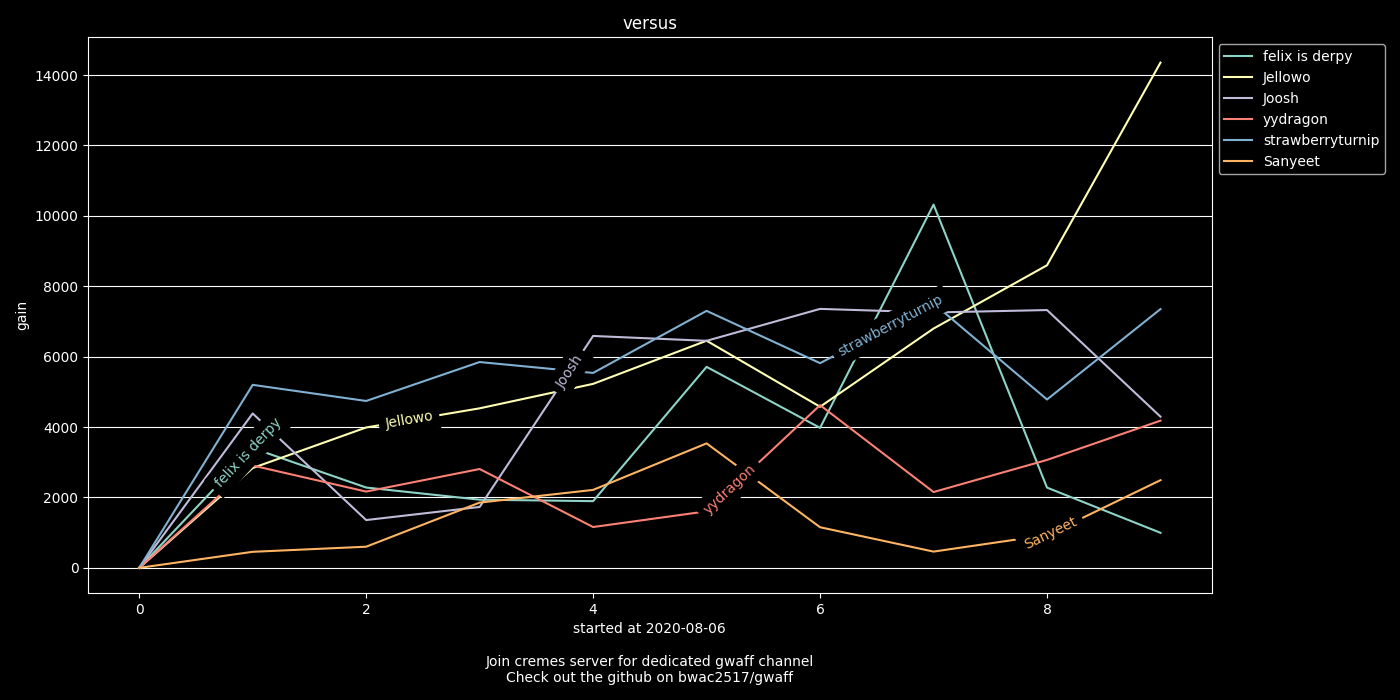 versus
14000
12000
10000
8000
6000
4000
2000
0
gain
felix is derpy
Jellowo
Joosh
yydragon
strawberryturnip
Sanyeet
felix is derpy
Jellowo
Joosh
yydragon
strawberryturnip
Sanyeet
0 2 4 6 8
started at 2020-08-06
Join cremes server for dedicated gwaff channel
Check out the github on bwac2517/gwaff